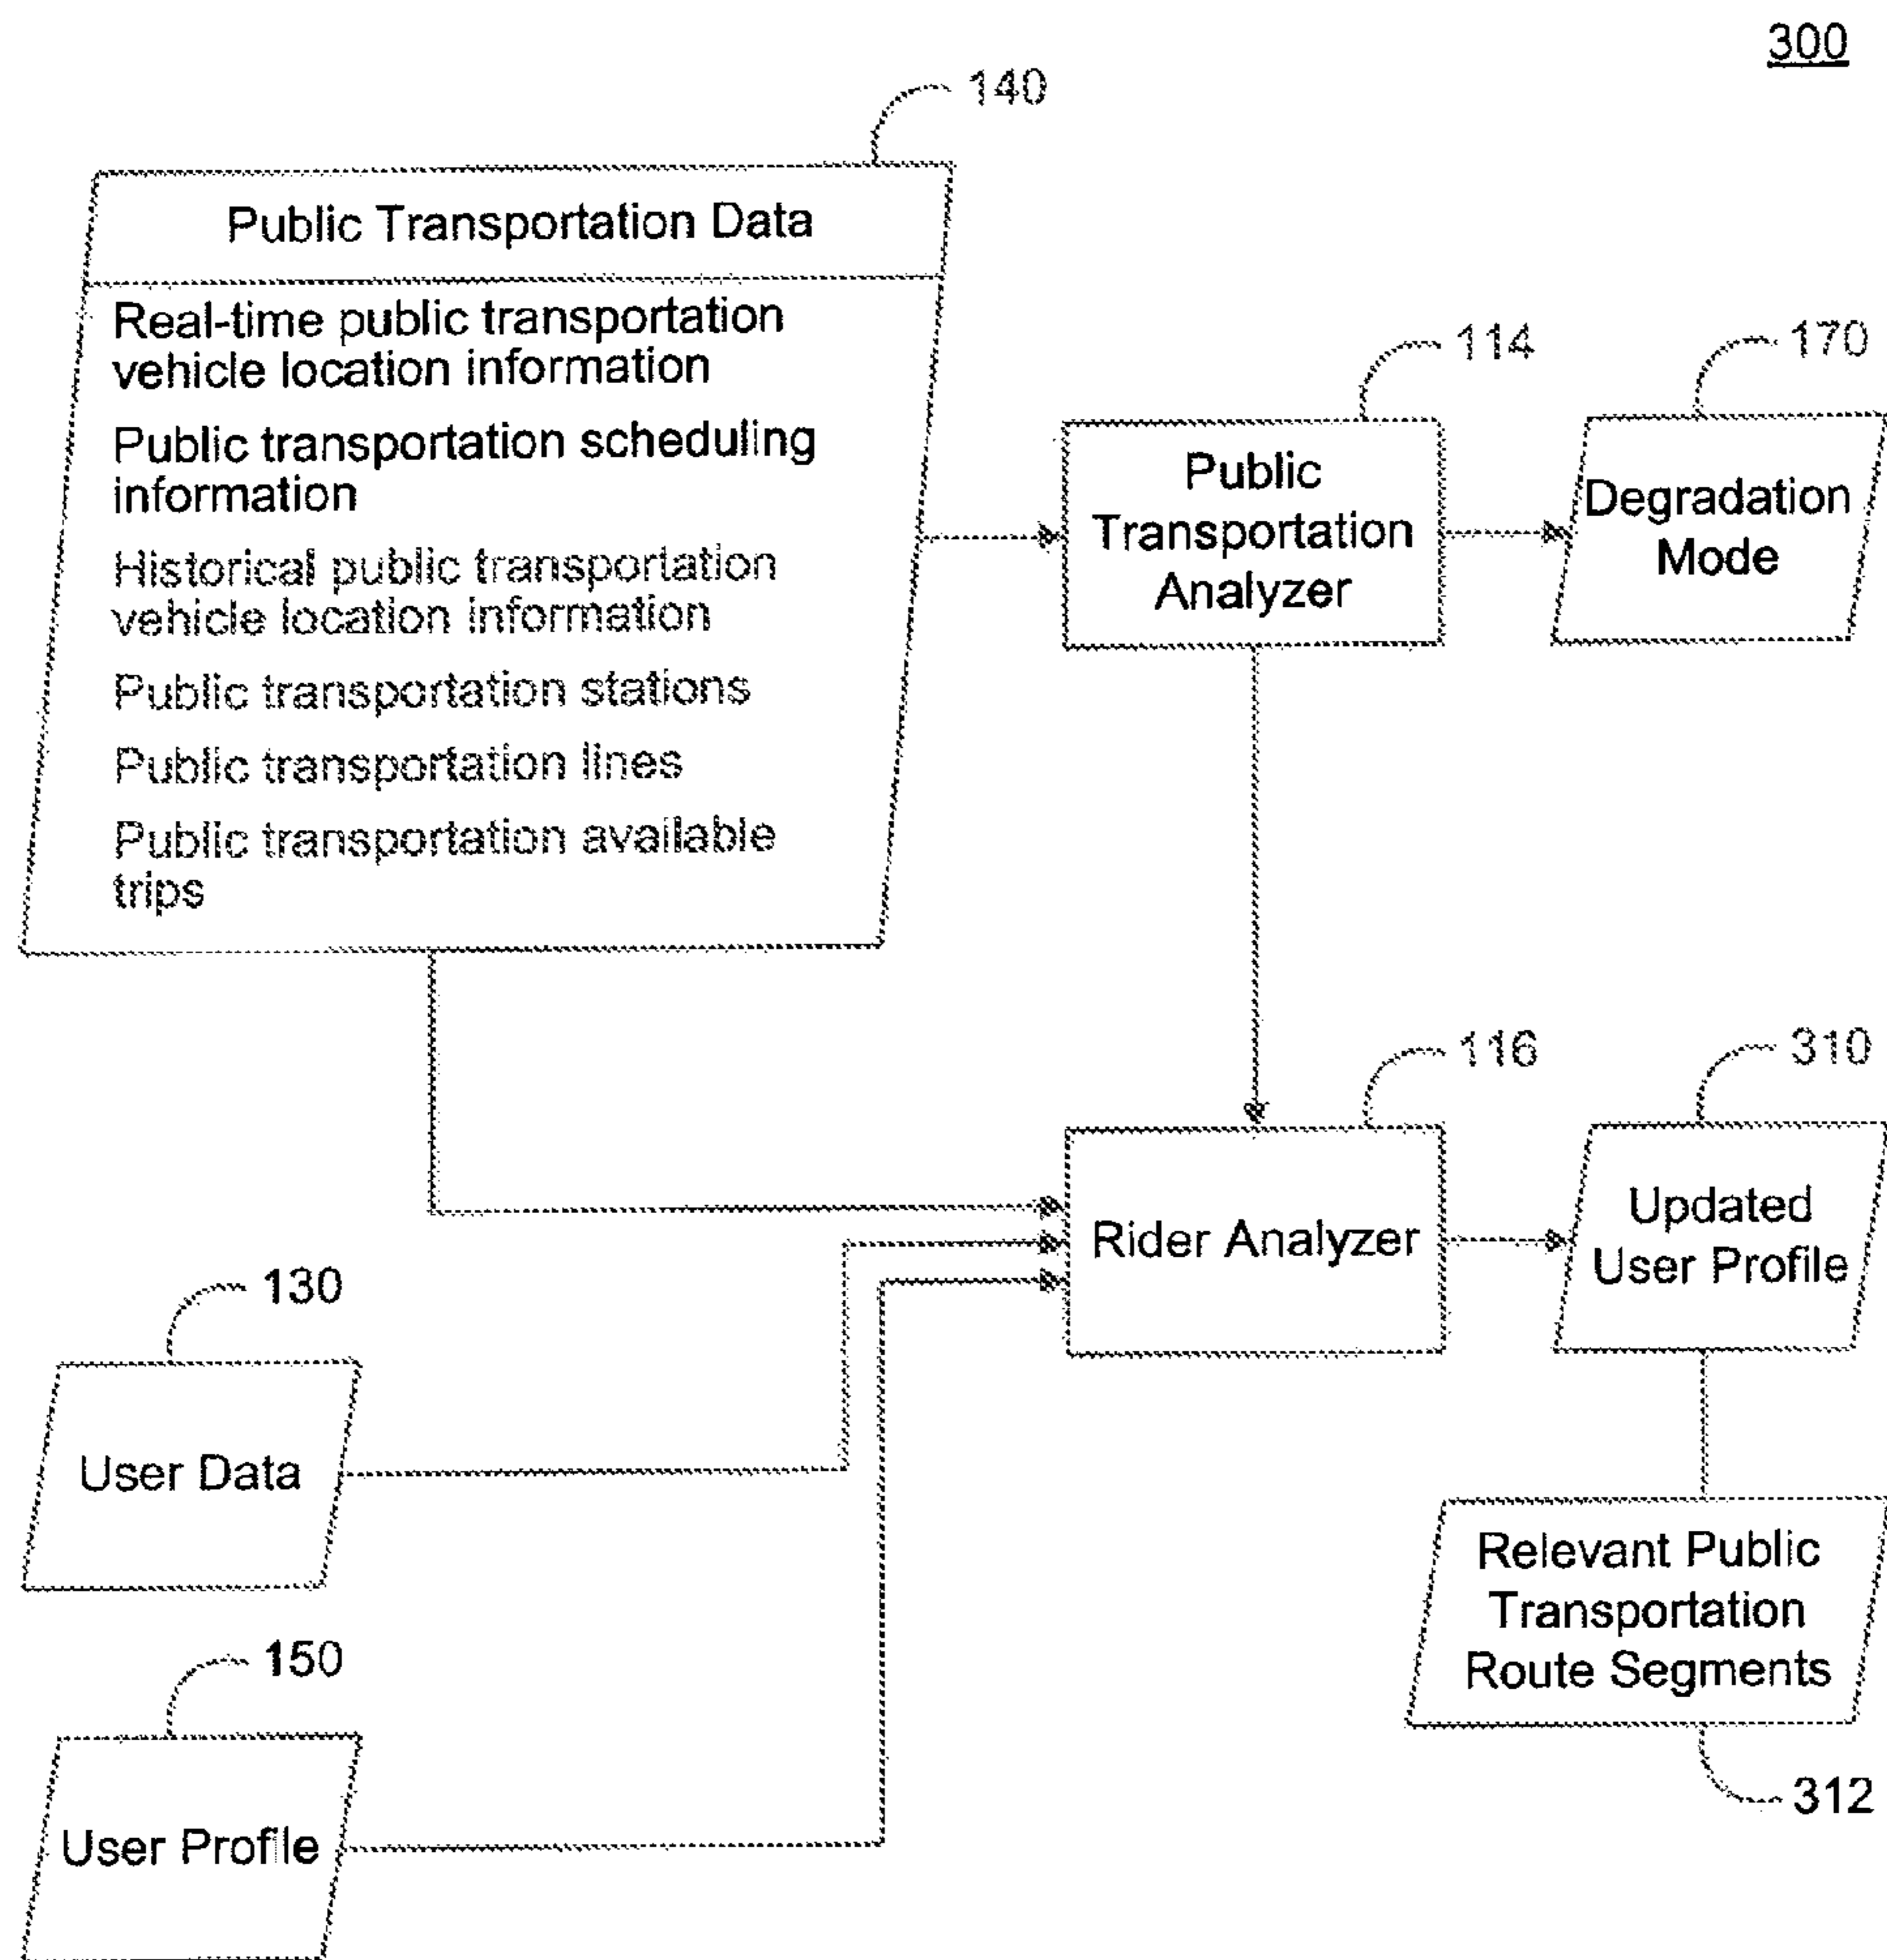 300
140
Public Transportation Data
Real-time public transportation
vehicle location information
Public transportation scheduling
information
Historical public transportation
vehicle location information
Public transportation stations
Public transportation lines
Public transportation available
trips
114
Public
Transportation
Analyzer
170
Degradation
Mode
116
Rider Analyzer
310
Updated
User Profile
130
User Data
150
User Profile
Relevant Public
Transportation
Route Segments
312